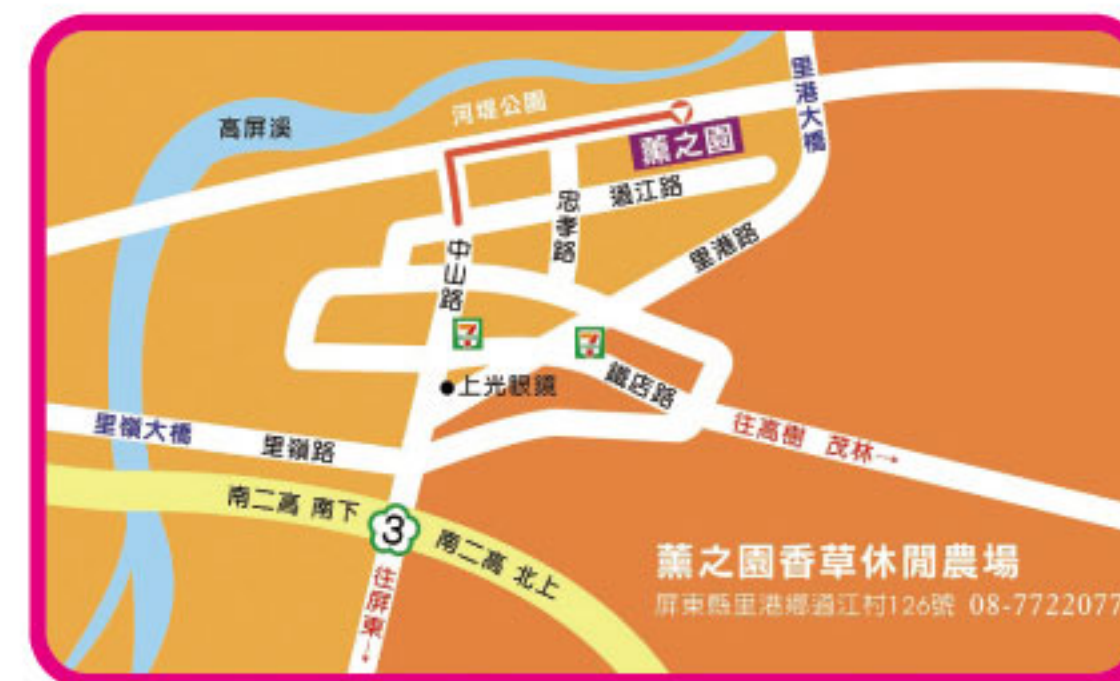 里港大橋
河堤公園
高屏溪
薰之園
過江路
忠孝路
里港路
中山路
7
7
上光眼鏡
鐵店路
里嶺大橋
里嶺路
往高樹 茂林→
南二高 南下
3
南二高 北上
往屏東→
薰之園香草休閒農場
屏東縣里港鄉過江村126號 08-7722077